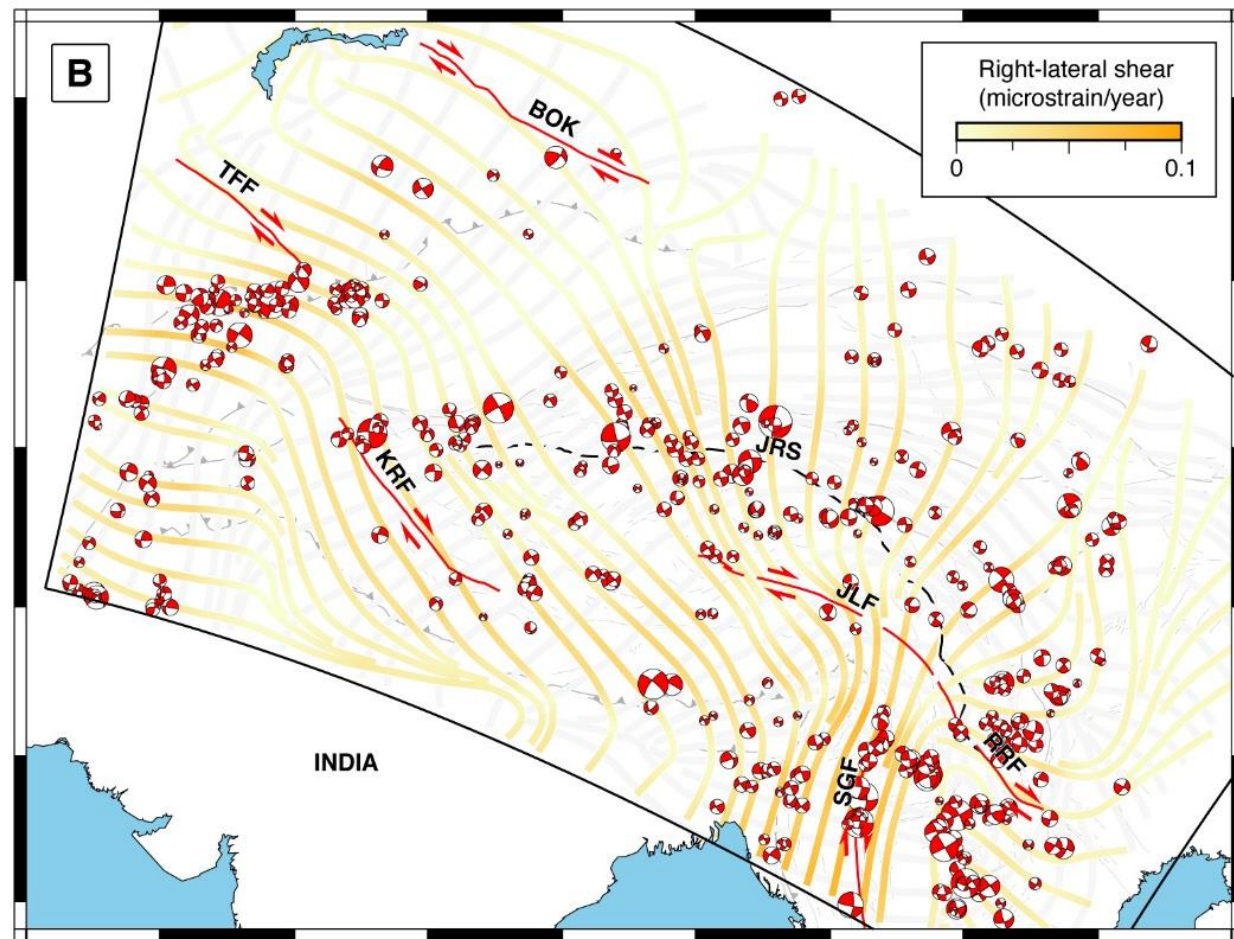 B
Right-lateral shear
(microstrain/year)
0 0.1
BOK
TFF
KRF
JRS
JLF
RRF
SGF
INDIA